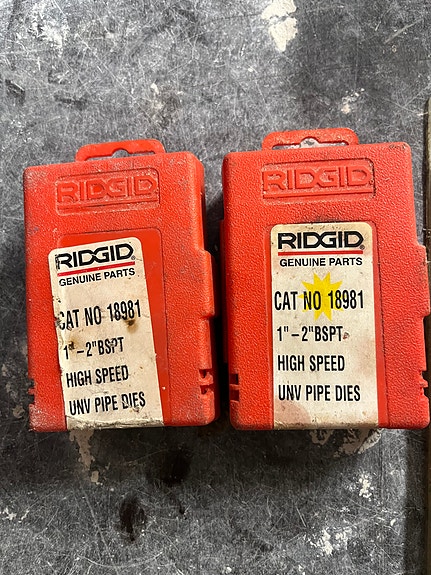 RIDGID
RIDGID
GENUINE PARTS
CAT NO 18981
1" - 2" BSPT
HIGH SPEED
UNV PIPE DIES
RIDGID
RIDGID
GENUINE PARTS
CAT NO 18981
1" - 2" BSPT
HIGH SPEED
UNV PIPE DIES